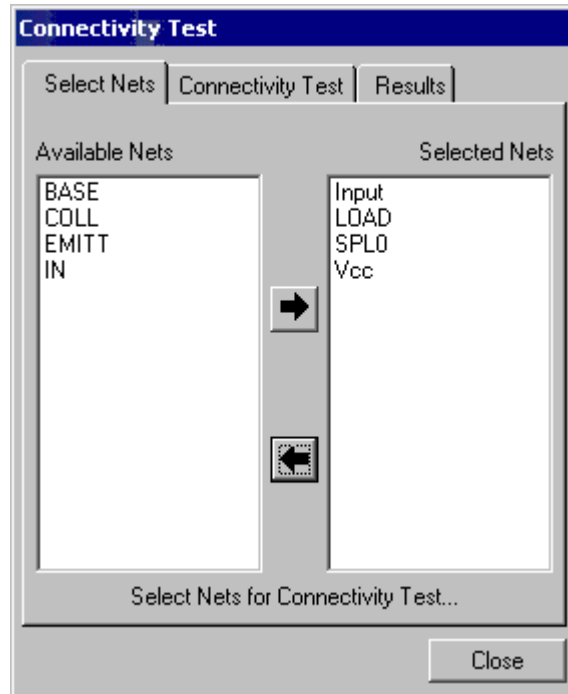 Connectivity Test
Select Nets Connectivity Test Results
Available Nets Selected Nets
BASE
COLL
EMITT
IN
Input
LOAD
SPL0
Vcc
Select Nets for Connectivity Test...
Close